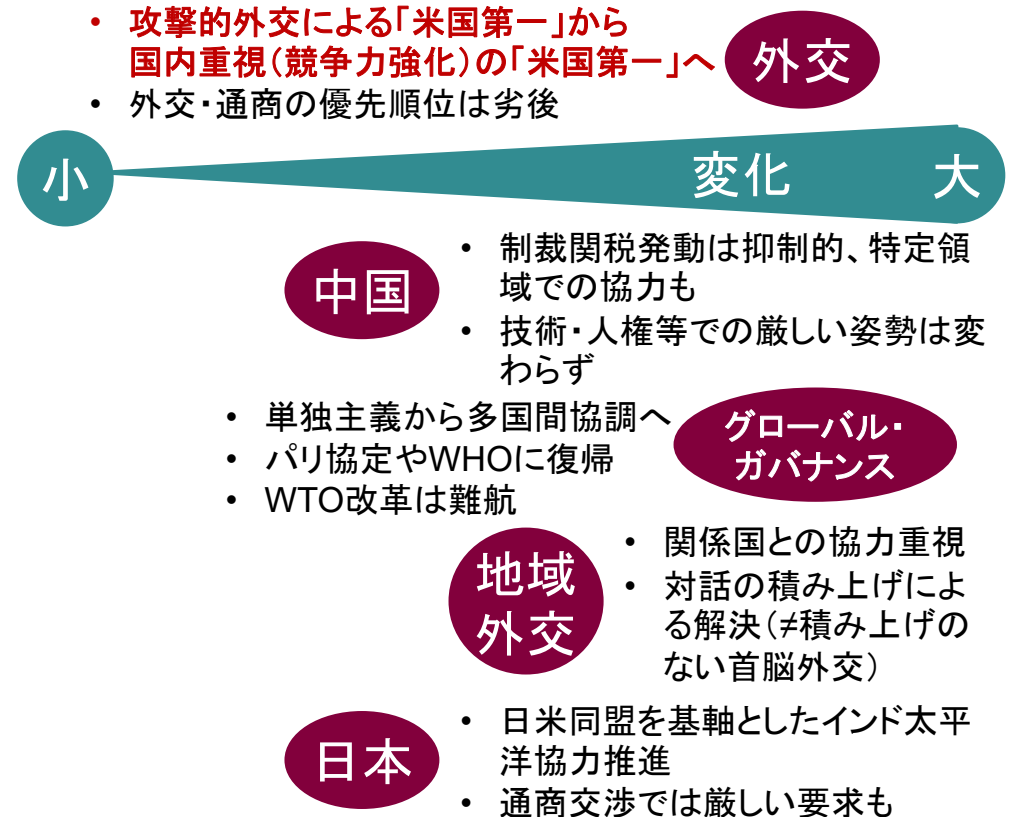 • 攻撃的外交による「米国第一」から
国内重視（競争力強化）の「米国第一」へ
外交
• 外交・通商の優先順位は劣後
小
変化
大
中国
• 制裁関税発動は抑制的、特定領
域での協力も
• 技術・人権等での厳しい姿勢は変
わらず
• 単独主義から多国間協調へ
• パリ協定やWHOに復帰
• WTO改革は難航
グローバル・
ガバナンス
地域
外交
• 関係国との協力重視
• 対話の積み上げによ
る解決（≠積み上げの
ない首脳外交）
日本
• 日米同盟を基軸としたインド太平
洋協力推進
• 通商交渉では厳しい要求も